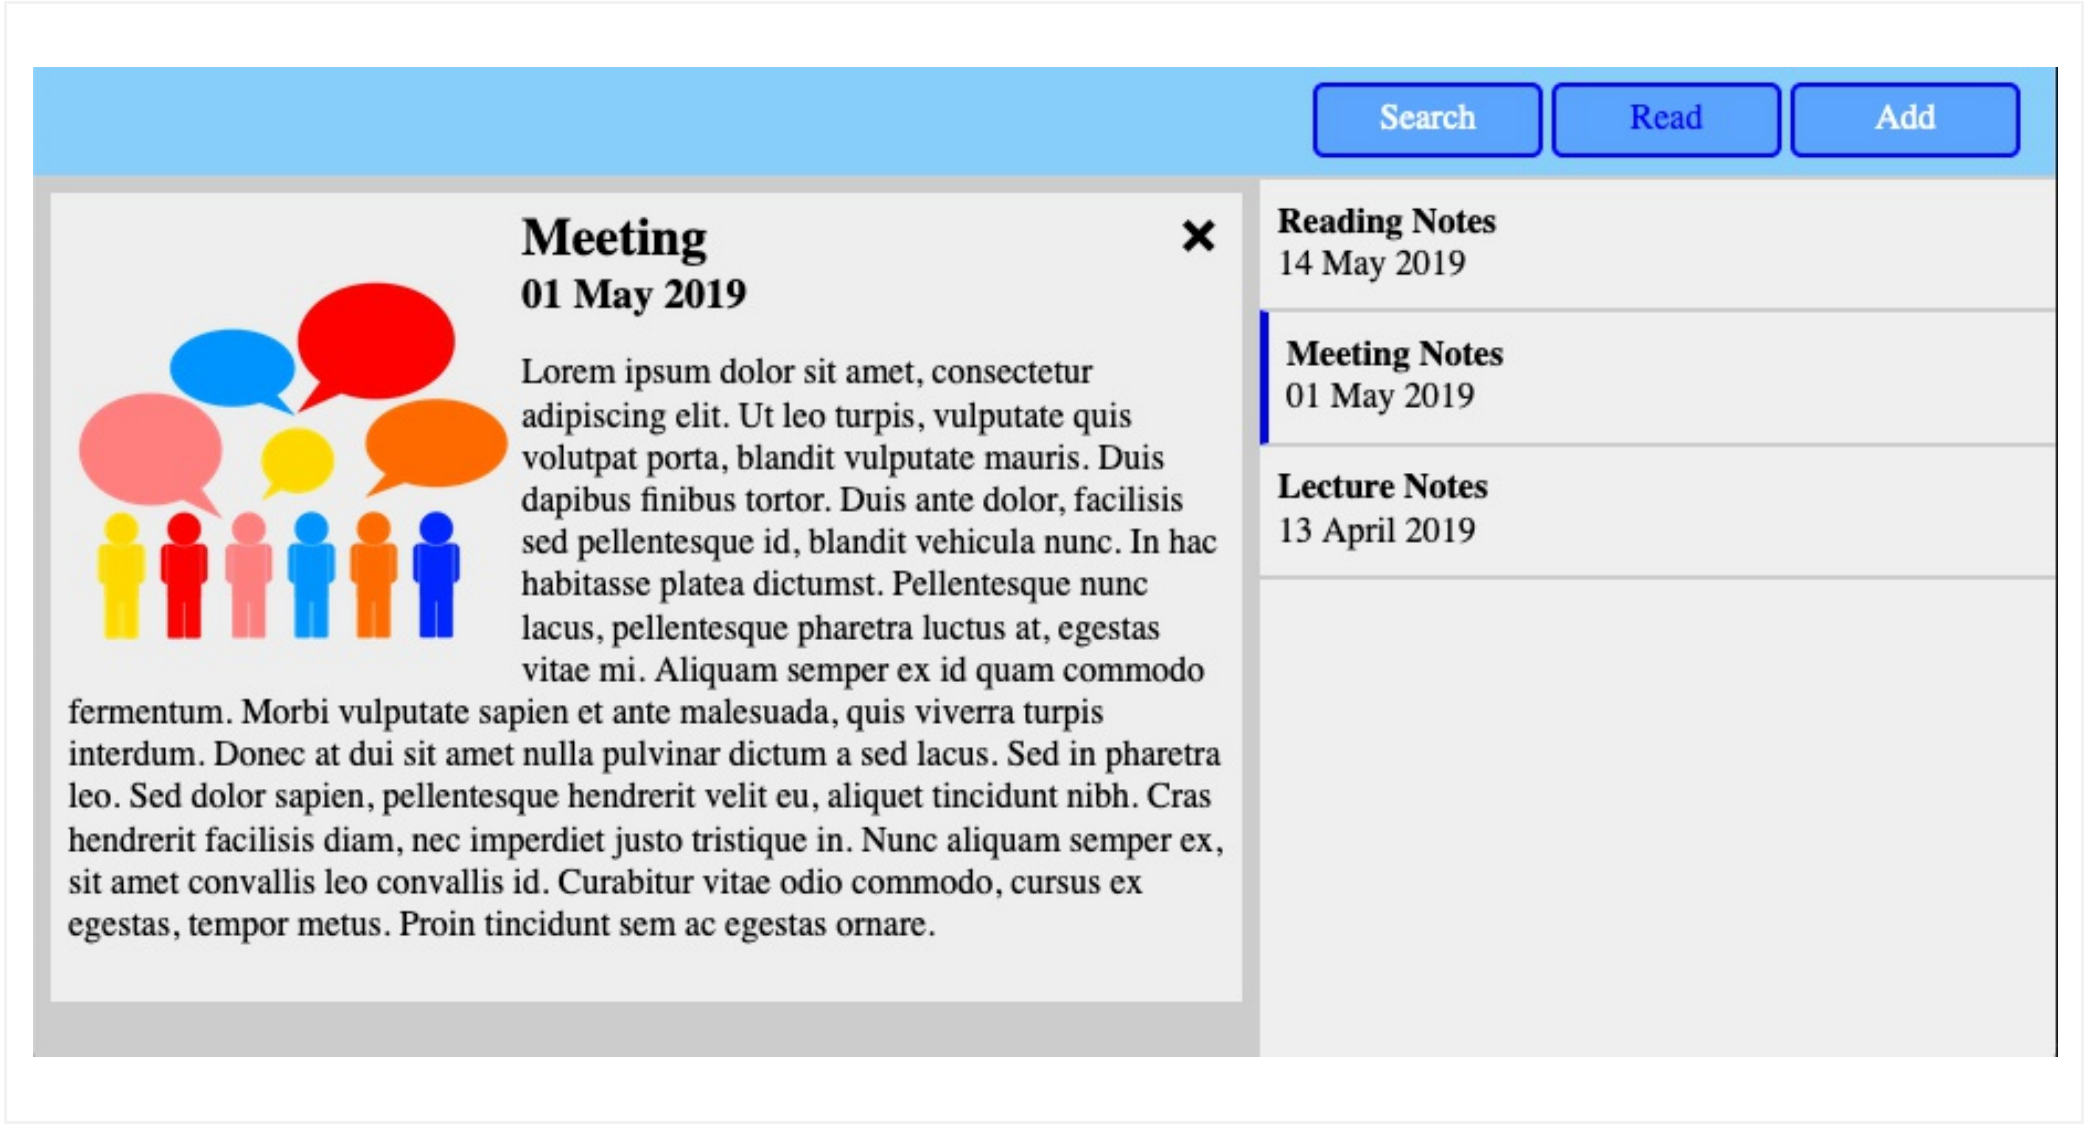 Search
Read
Add
Meeting
01 May 2019
Lorem ipsum dolor sit amet, consectetur
adipiscing elit. Ut leo turpis, vulputate quis
volutpat porta, blandit vulputate mauris. Duis
dapibus finibus tortor. Duis ante dolor, facilisis
sed pellentesque id, blandit vehicula nunc. In hac
habitasse platea dictumst. Pellentesque nunc
lacus, pellentesque pharetra luctus at, egestas
vitae mi. Aliquam semper ex id quam commodo
fermentum. Morbi vulputate sapien et ante malesuada, quis viverra turpis
interdum. Donec at dui sit amet nulla pulvinar dictum a sed lacus. Sed in pharetra
leo. Sed dolor sapien, pellentesque hendrerit velit eu, aliquet tincidunt nibh. Cras
hendrerit facilisis diam, nec imperdiet justo tristique in. Nunc aliquam semper ex,
sit amet convallis leo convallis id. Curabitur vitae odio commodo, cursus ex
egestas, tempor metus. Proin tincidunt sem ac egestas ornare.
Reading Notes
14 May 2019
Meeting Notes
01 May 2019
Lecture Notes
13 April 2019